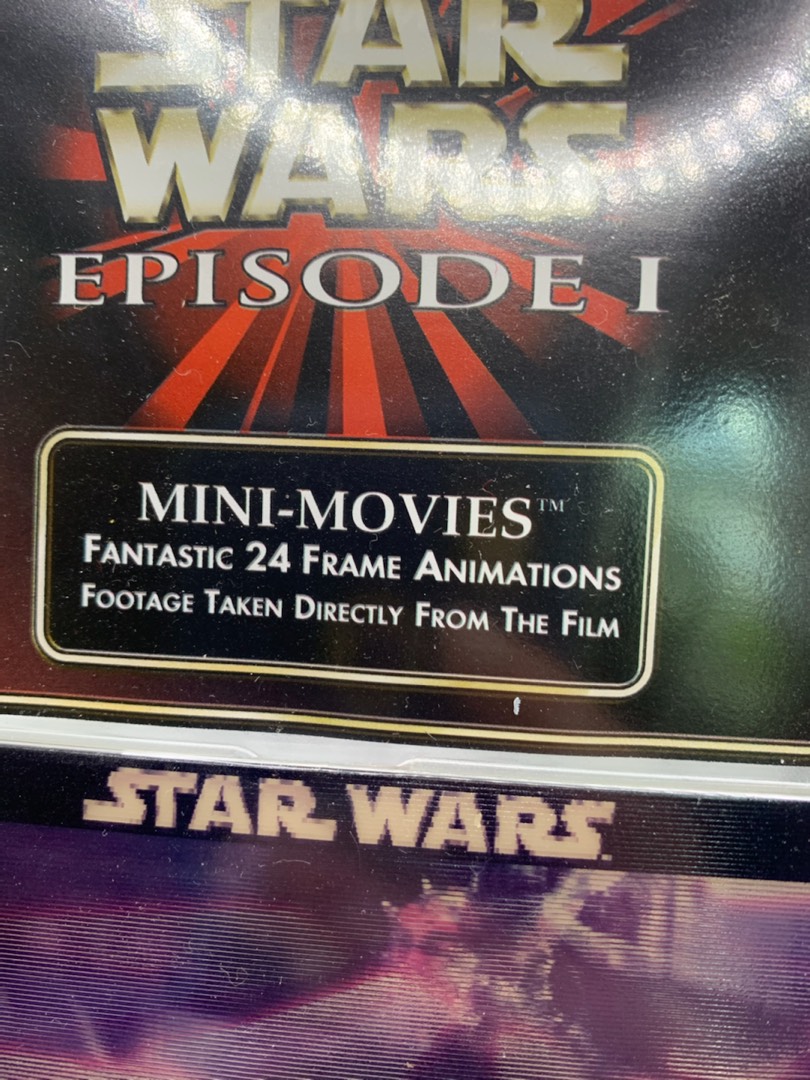 STAR
WARS
EPISODE I
MINI-MOVIES™
FANTASTIC 24 FRAME ANIMATIONS
FOOTAGE TAKEN DIRECTLY FROM THE FILM
STAR WARS